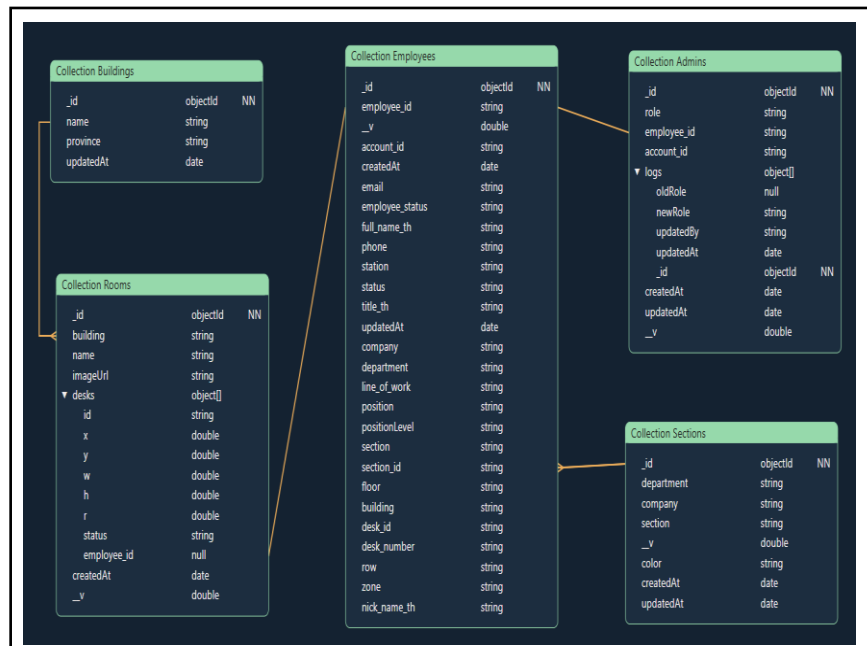 Collection Buildings
_id objectId NN
name string
province string
updatedAt date
Collection Rooms
_id objectId NN
building string
name string
imageUrl string
▼ desks object[]
id string
x double
y double
w double
h double
r double
status string
employee_id null
createdAt date
__v double
Collection Employees
_id objectId NN
employee_id string
__v double
account_id string
createdAt date
email string
employee_status string
full_name_th string
phone string
station string
status string
title_th string
updatedAt date
company string
department string
line_of_work string
position string
positionLevel string
section string
section_id string
floor string
building string
desk_id string
desk_number string
row string
zone string
nick_name_th string
Collection Admins
_id objectId NN
role string
employee_id string
account_id string
▼ logs object[]
oldRole null
newRole string
updatedBy string
updatedAt date
_id objectId NN
createdAt date
updatedAt date
__v double
Collection Sections
_id objectId NN
department string
company string
section string
__v double
color string
createdAt date
updatedAt date